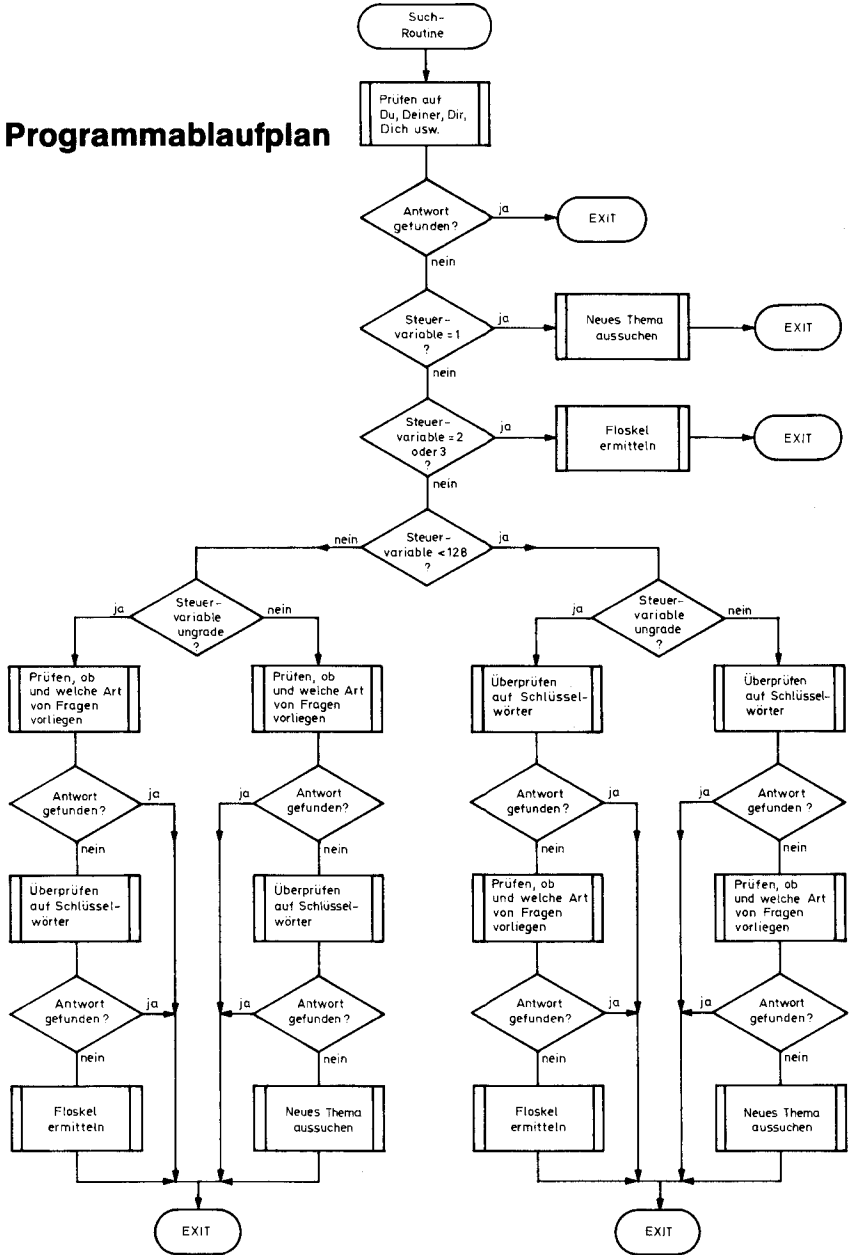 Such-
Routine
Programmablaufplan
Prüfen auf
Du, Deiner, Dir,
Dich usw.
Antwort
gefunden?
ja
EXIT
nein
Steuer-
variable = 1
?
ja
Neues Thema
aussuchen
EXIT
nein
Steuer-
variable = 2
oder 3
?
ja
Floskel
ermitteln
EXIT
nein
Steuer-
variable < 128
?
nein
ja
Steuer-
variable
ungrade
?
ja
nein
Steuer-
variable
ungrade
?
ja
nein
Prüfen, ob
und welche Art
von Fragen
vorliegen
Prüfen, ob
und welche Art
von Fragen
vorliegen
Überprüfen
auf Schlüssel-
wörter
Überprüfen
auf Schlüssel-
wörter
Antwort
gefunden?
ja
nein
Antwort
gefunden?
ja
nein
Antwort
gefunden?
ja
nein
Antwort
gefunden?
ja
nein
Überprüfen
auf Schlüssel-
wörter
Überprüfen
auf Schlüssel-
wörter
Prüfen, ob
und welche Art
von Fragen
vorliegen
Prüfen, ob
und welche Art
von Fragen
vorliegen
Antwort
gefunden?
ja
nein
Antwort
gefunden?
ja
nein
Antwort
gefunden?
ja
nein
Antwort
gefunden?
ja
nein
Floskel
ermitteln
Neues Thema
aussuchen
Floskel
ermitteln
Neues Thema
aussuchen
EXIT
EXIT